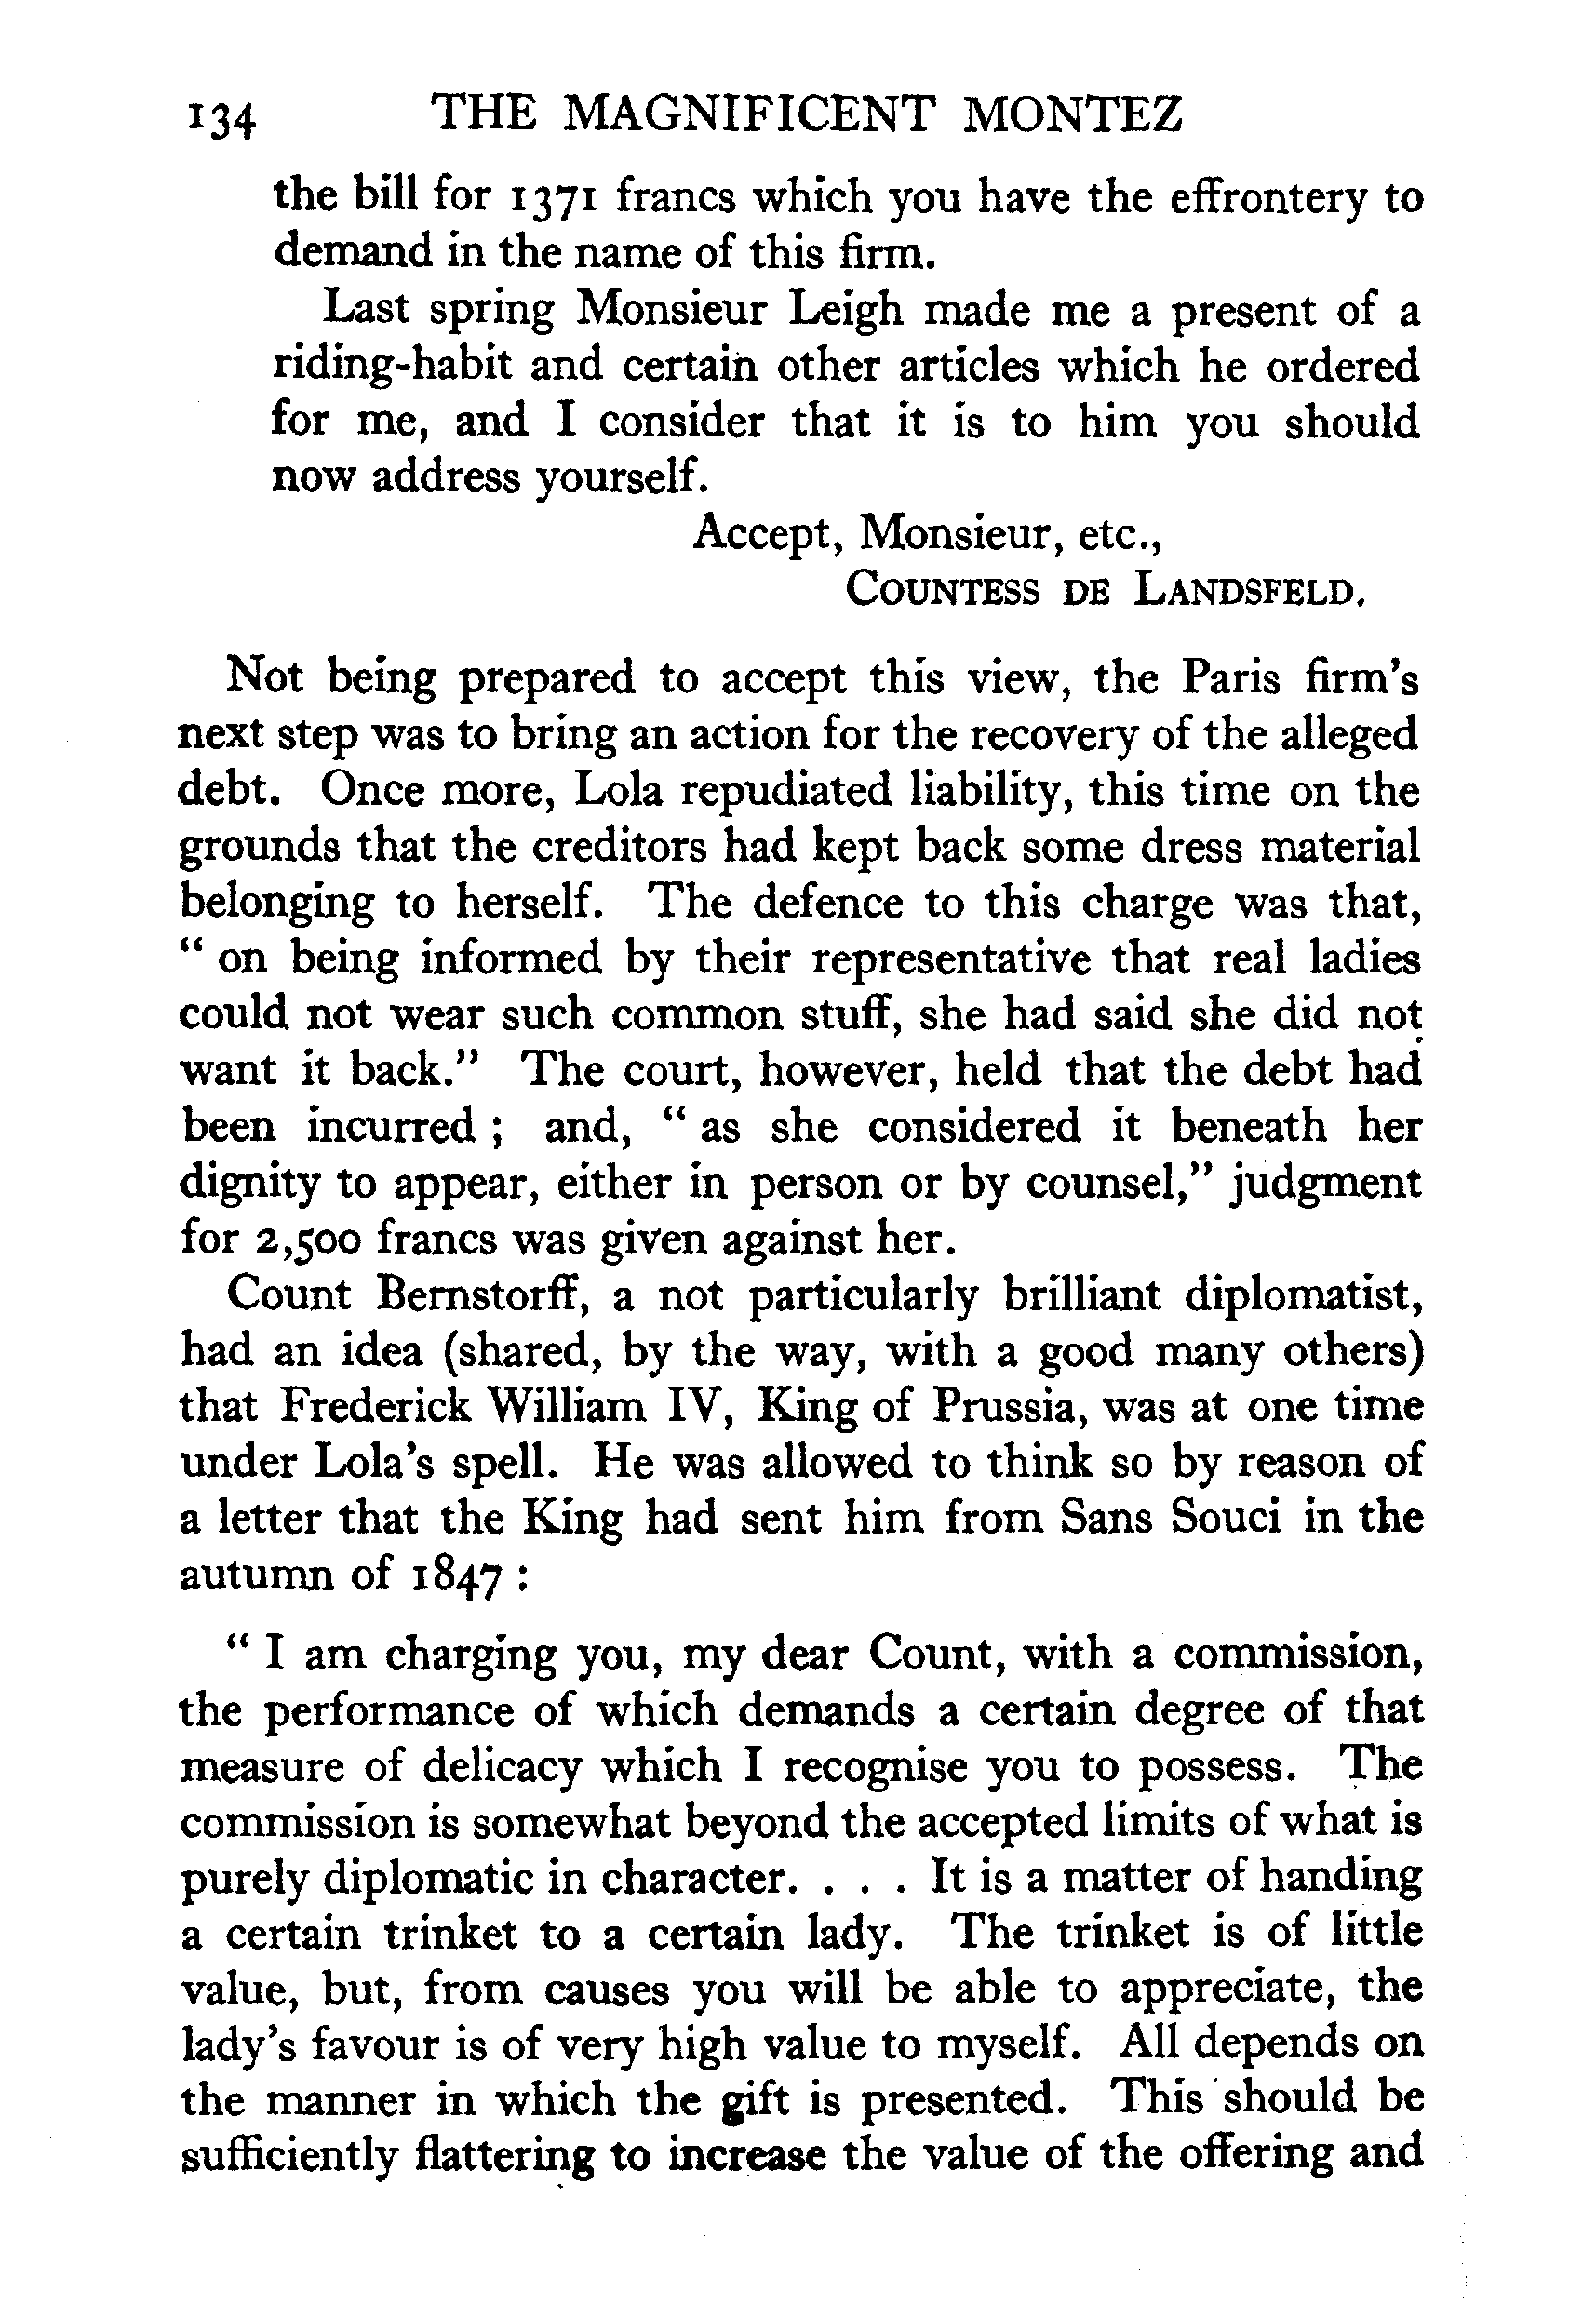 134 THE MAGNIFICENT MONTEZ
the bill for 1371 francs which you have the effrontery to
demand in the name of this firm.
Last spring Monsieur Leigh made me a present of a
riding-habit and certain other articles which he ordered
for me, and I consider that it is to him you should
now address yourself.
Accept, Monsieur, etc.,
COUNTESS DE LANDSFELD.
Not being prepared to accept this view, the Paris firm's
next step was to bring an action for the recovery of the alleged
debt. Once more, Lola repudiated liability, this time on the
grounds that the creditors had kept back some dress material
belonging to herself. The defence to this charge was that,
" on being informed by their representative that real ladies
could not wear such common stuff, she had said she did not
want it back." The court, however, held that the debt had
been incurred ; and, " as she considered it beneath her
dignity to appear, either in person or by counsel," judgment
for 2,500 francs was given against her.
Count Bernstorff, a not particularly brilliant diplomatist,
had an idea (shared, by the way, with a good many others)
that Frederick William IV, King of Prussia, was at one time
under Lola's spell. He was allowed to think so by reason of
a letter that the King had sent him from Sans Souci in the
autumn of 1847 :
" I am charging you, my dear Count, with a commission,
the performance of which demands a certain degree of that
measure of delicacy which I recognise you to possess. The
commission is somewhat beyond the accepted limits of what is
purely diplomatic in character. . . . It is a matter of handing
a certain trinket to a certain lady. The trinket is of little
value, but, from causes you will be able to appreciate, the
lady's favour is of very high value to myself. All depends on
the manner in which the gift is presented. This should be
sufficiently flattering to increase the value of the offering and